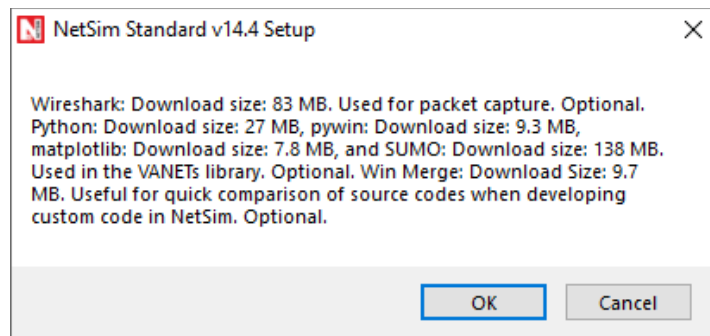 NetSim Standard v14.4 Setup
Wireshark: Download size: 83 MB. Used for packet capture. Optional.
Python: Download size: 27 MB, pywin: Download size: 9.3 MB,
matplotlib: Download size: 7.8 MB, and SUMO: Download size: 138 MB.
Used in the VANETs library. Optional. Win Merge: Download Size: 9.7
MB. Useful for quick comparison of source codes when developing
custom code in NetSim. Optional.
OK Cancel